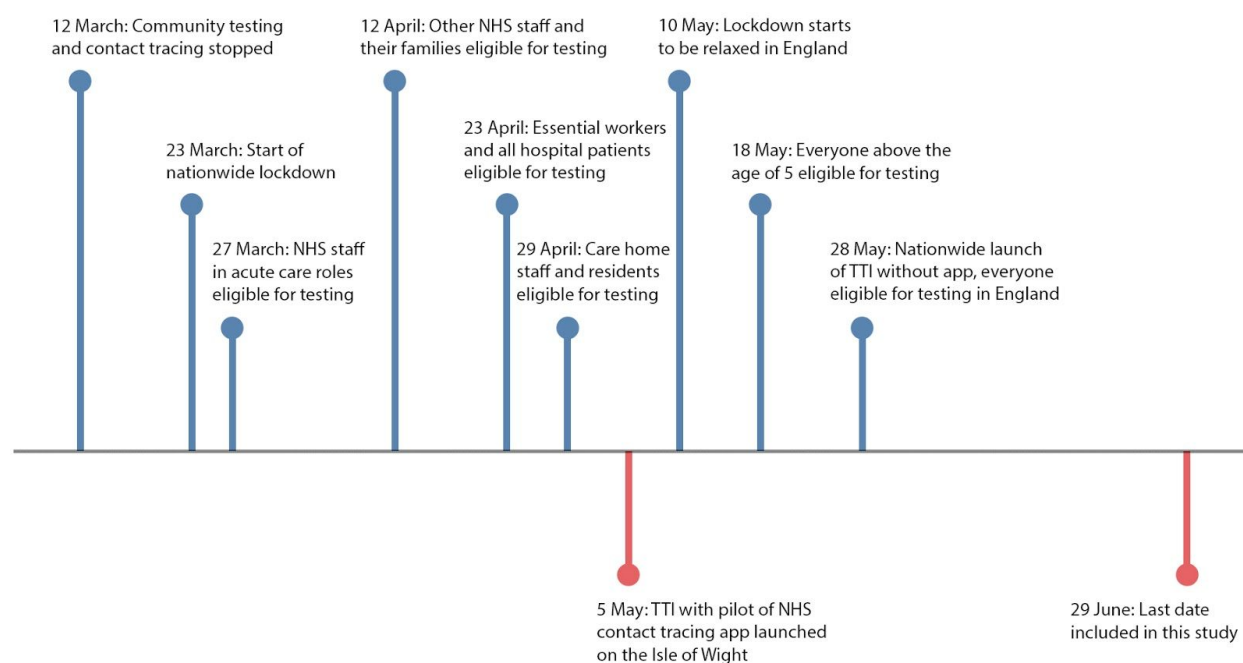 12 March: Community testing
and contact tracing stopped
23 March: Start of
nationwide lockdown
27 March: NHS staff
in acute care roles
eligible for testing
12 April: Other NHS staff and
their families eligible for testing
23 April: Essential workers
and all hospital patients
eligible for testing
29 April: Care home
staff and residents
eligible for testing
5 May: TTI with pilot of NHS
contact tracing app launched
on the Isle of Wight
10 May: Lockdown starts
to be relaxed in England
18 May: Everyone above the
age of 5 eligible for testing
28 May: Nationwide launch
of TTI without app, everyone
eligible for testing in England
29 June: Last date
included in this study